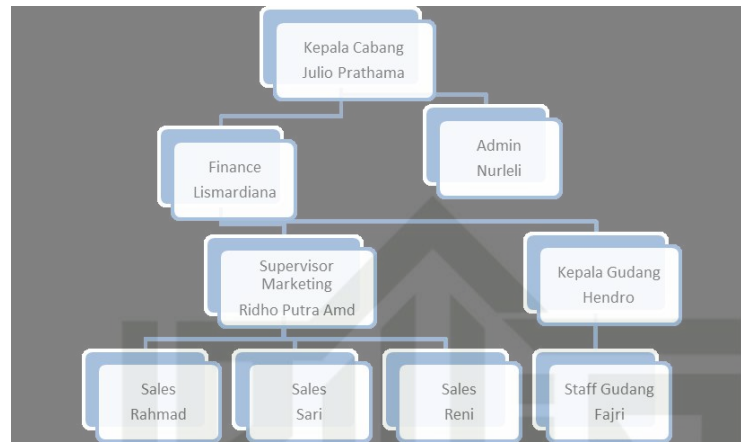 Kepala Cabang
Julio Prathama
Admin
Nurleli
Finance
Lismardiana
Supervisor
Marketing
Ridho Putra Amd
Kepala Gudang
Hendro
Sales
Rahmad
Sales
Sari
Sales
Reni
Staff Gudang
Fajri